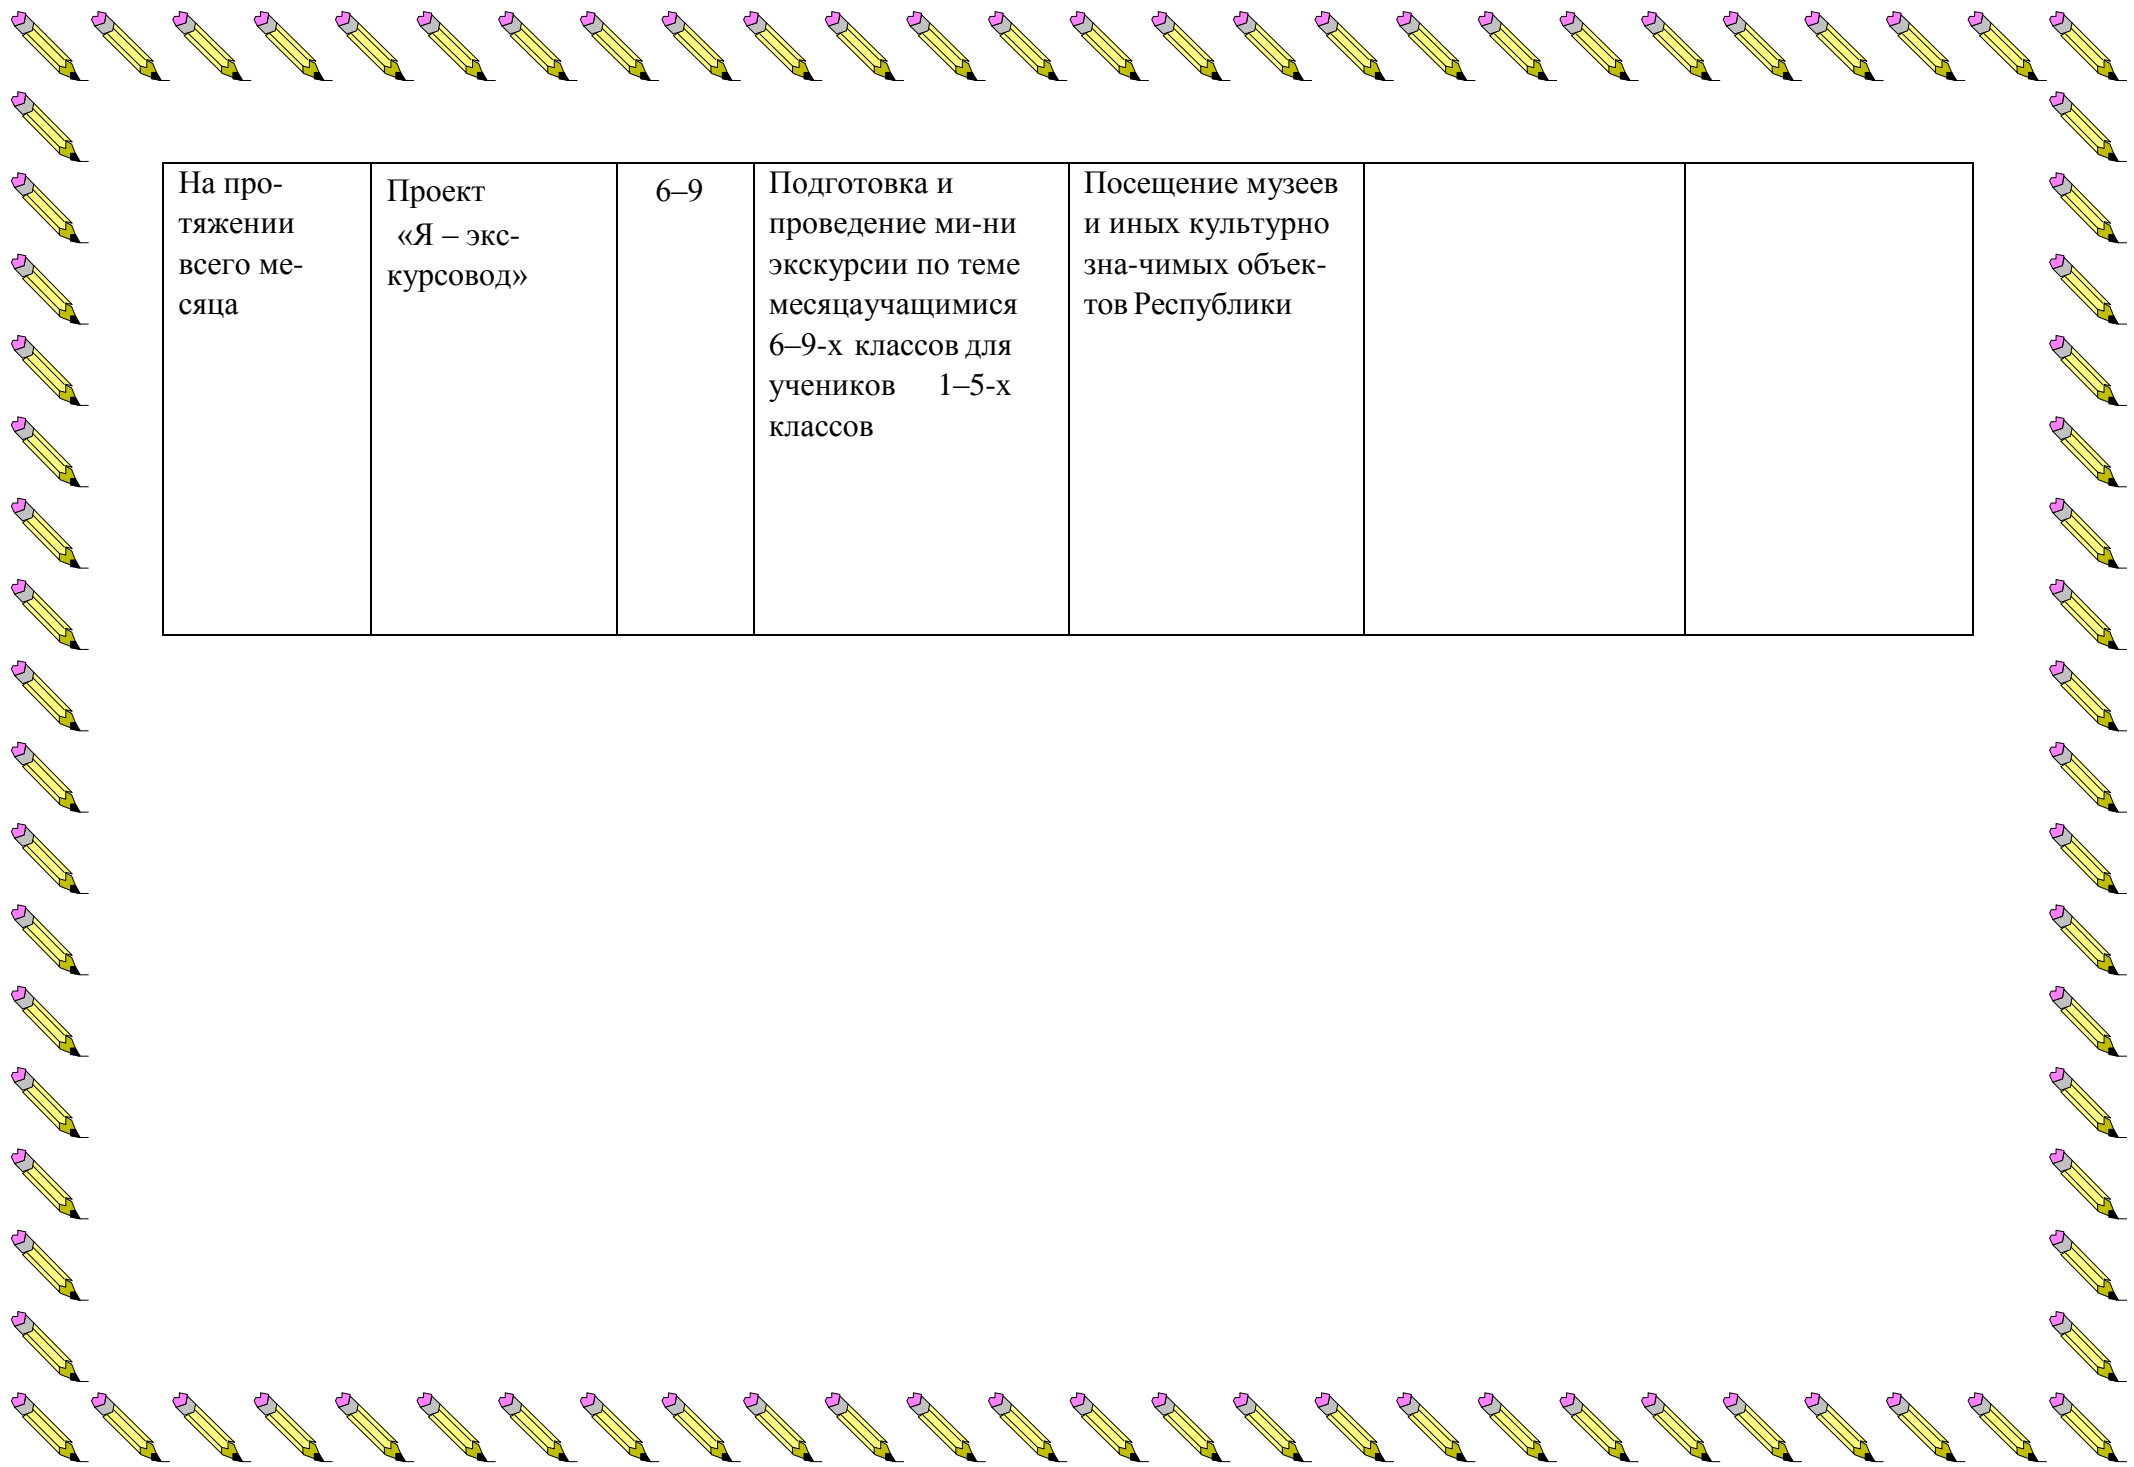 На про-
тяжении
всего ме-
сяца
Проект
«Я – экс-
курсовод»
6–9
Подготовка и
проведение ми-ни
экскурсии по теме
месяцаучащимися
6–9-х классов для
учеников 1–5-х
классов
Посещение музеев
и иных культурно
зна-чимых объек-
тов Республики